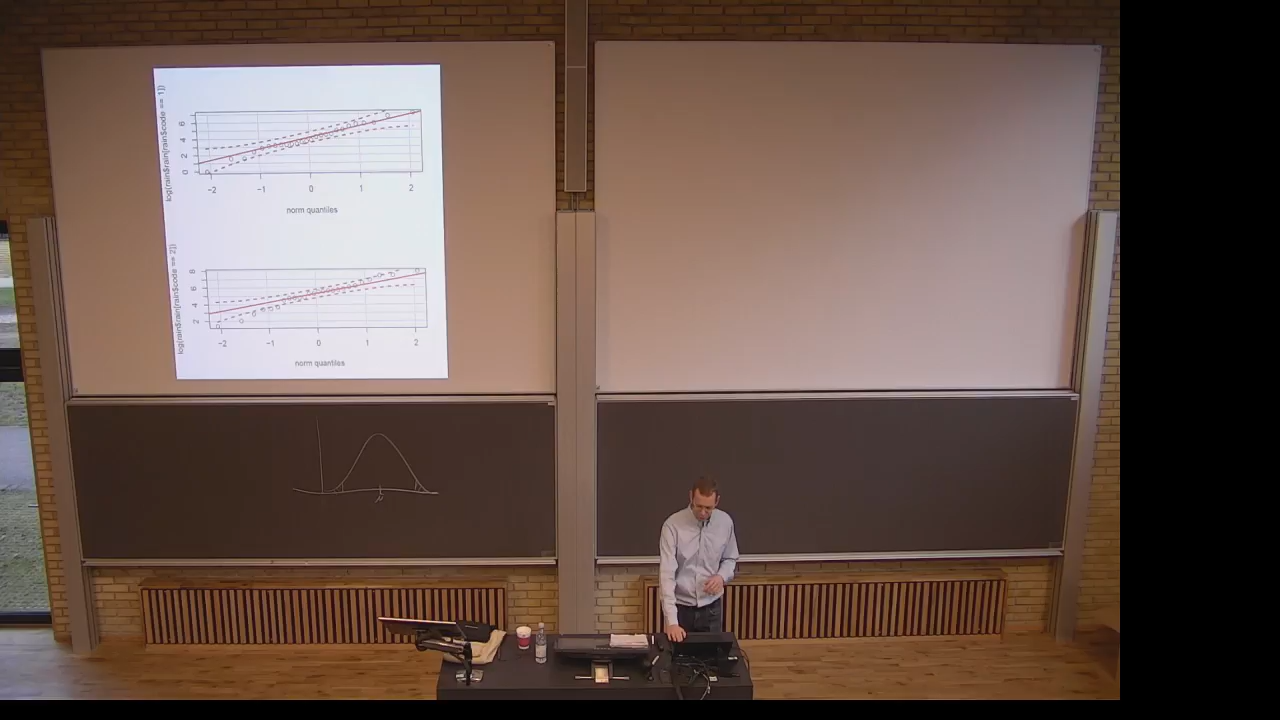 log(rain$rain[rain$code == 1])
0 2 4 6
-2 -1 0 1 2
norm quantiles
log(rain$rain[rain$code == 2])
2 4 6 8
-2 -1 0 1 2
norm quantiles
μ